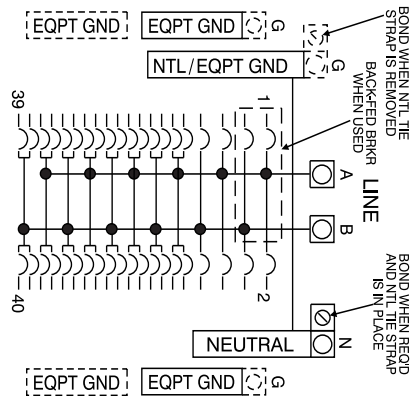 EQPT GND
EQPT GND
G
BOND WHEN NTL TIE
STRAP IS REMOVED
NTL/EQPT GND
G
BACK-FED BRKR
WHEN USED
39
1
A
LINE
B
40
2
BOND WHEN REQ'D
AND NTL TIE STRAP
IS IN PLACE
NEUTRAL
N
EQPT GND
EQPT GND
G